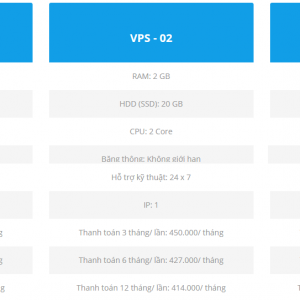 VPS - 02
RAM: 2 GB
HDD (SSD): 20 GB
CPU: 2 Core
Băng thông: Không giới hạn
Hỗ trợ kỹ thuật: 24 x 7
IP: 1
Thanh toán 3 tháng/ lần: 450.000/ tháng
Thanh toán 6 tháng/ lần: 427.000/ tháng
Thanh toán 12 tháng/ lần: 414.000/ tháng